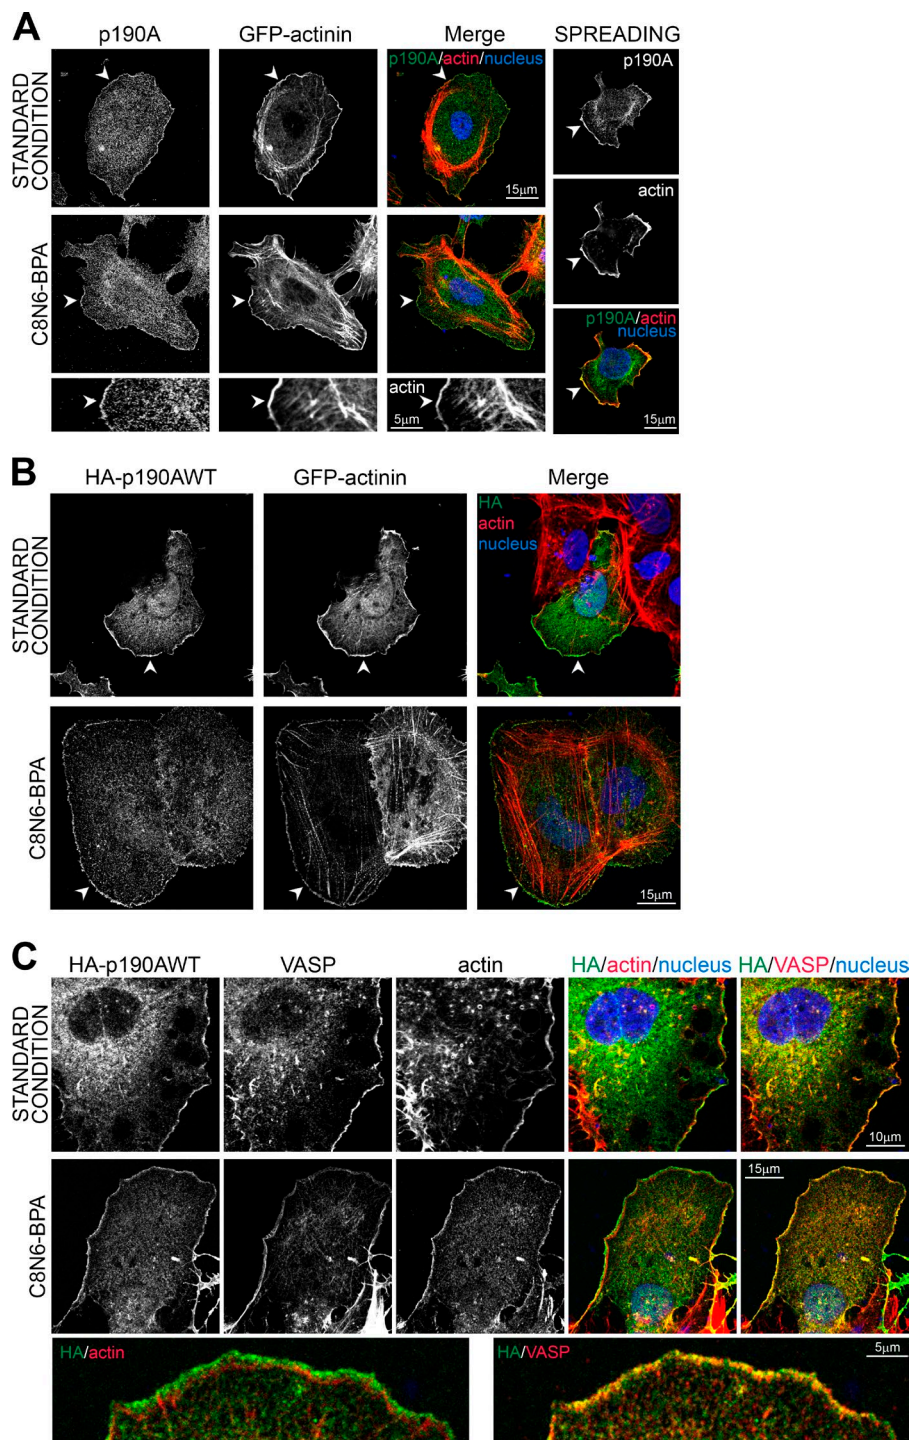 A
p190A GFP-actinin Merge SPREADING
STANDARD
CONDITION
p190A/actin/nucleus
15μm
p190A
actin
C8N6-BPA
p190A/actin
nucleus
15μm
actin
5μm
B
HA-p190AWT GFP-actinin Merge
STANDARD
CONDITION
HA
actin
nucleus
C8N6-BPA
15μm
C
HA-p190AWT VASP actin HA/actin/nucleus HA/VASP/nucleus
STANDARD
CONDITION
10μm
C8N6-BPA
15μm
HA/actin
HA/VASP
5μm